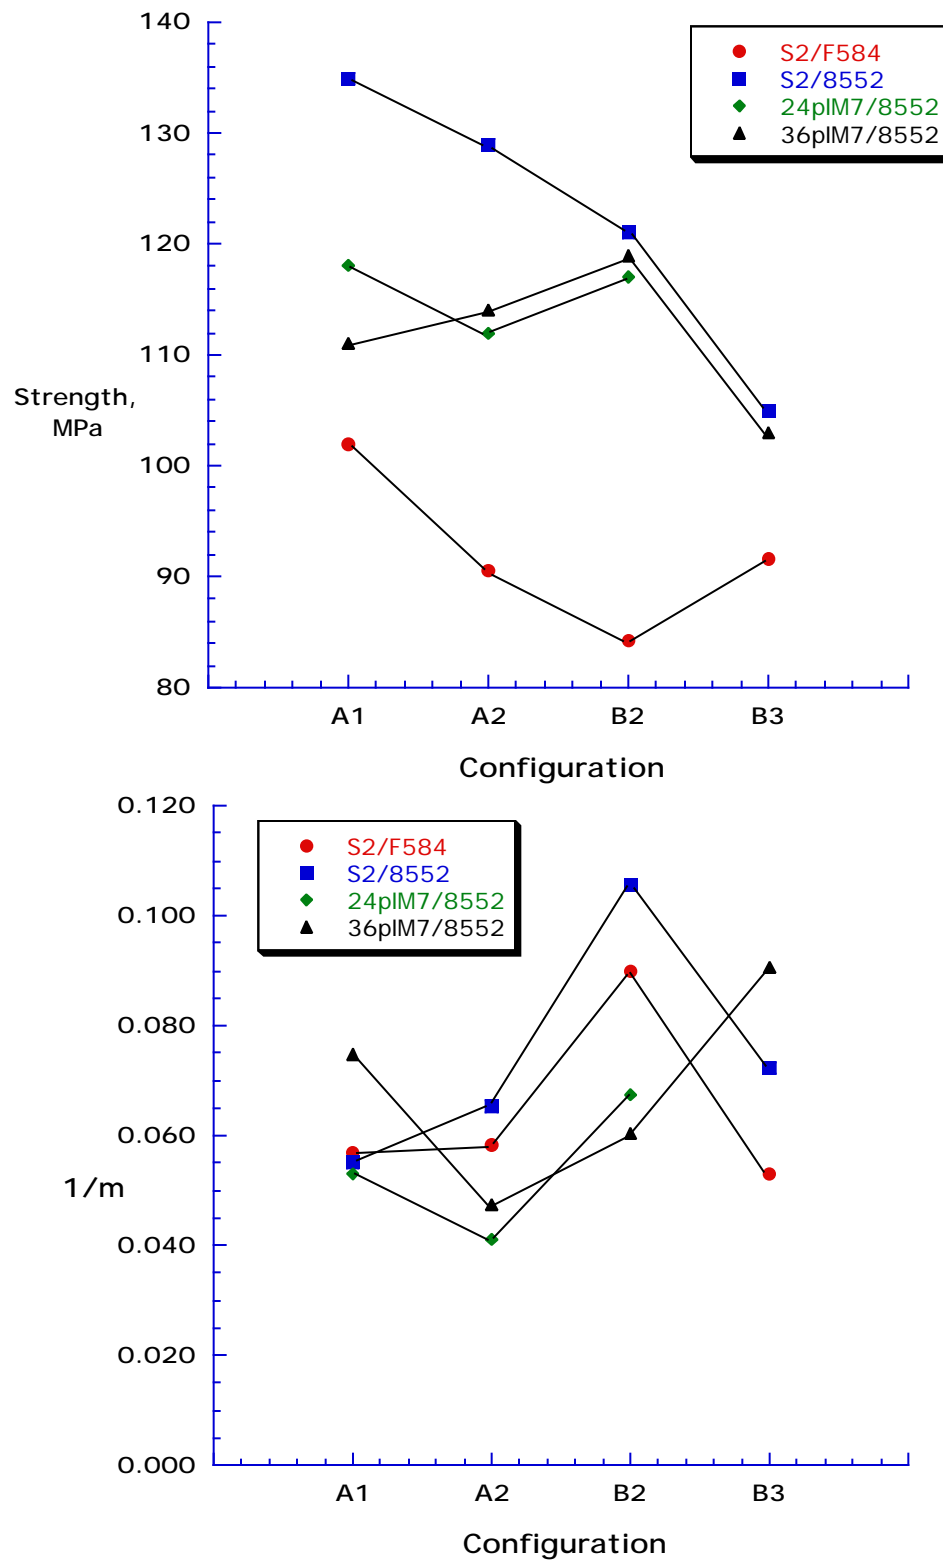 140
130
120
110
100
90
80
Strength,
MPa
S2/F584
S2/8552
24plM7/8552
36plM7/8552
A1 A2 B2 B3
Configuration
0.120
0.100
0.080
0.060
0.040
0.020
0.000
1/m
S2/F584
S2/8552
24plM7/8552
36plM7/8552
A1 A2 B2 B3
Configuration